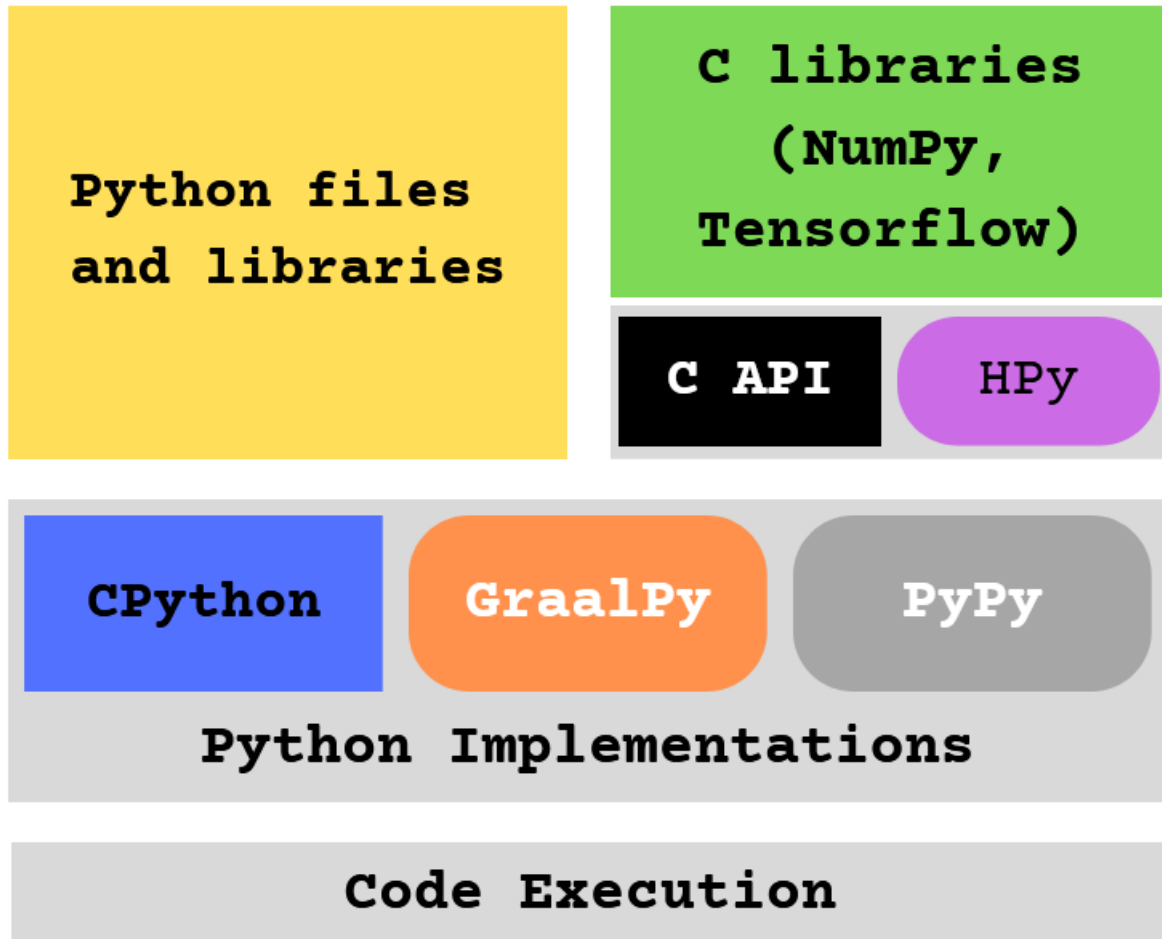 Python files
and libraries
C libraries
(NumPy,
Tensorflow)
C API
HPy
CPython
GraalPy
PyPy
Python Implementations
Code Execution